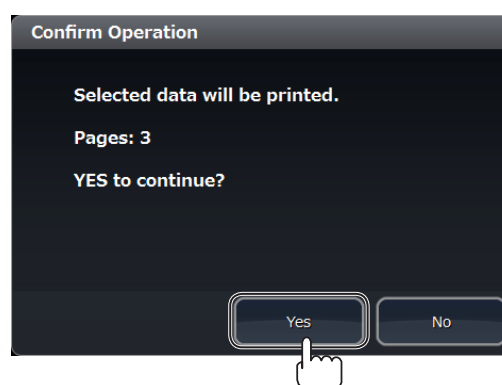 Confirm Operation
Selected data will be printed.
Pages: 3
YES to continue?
Yes No